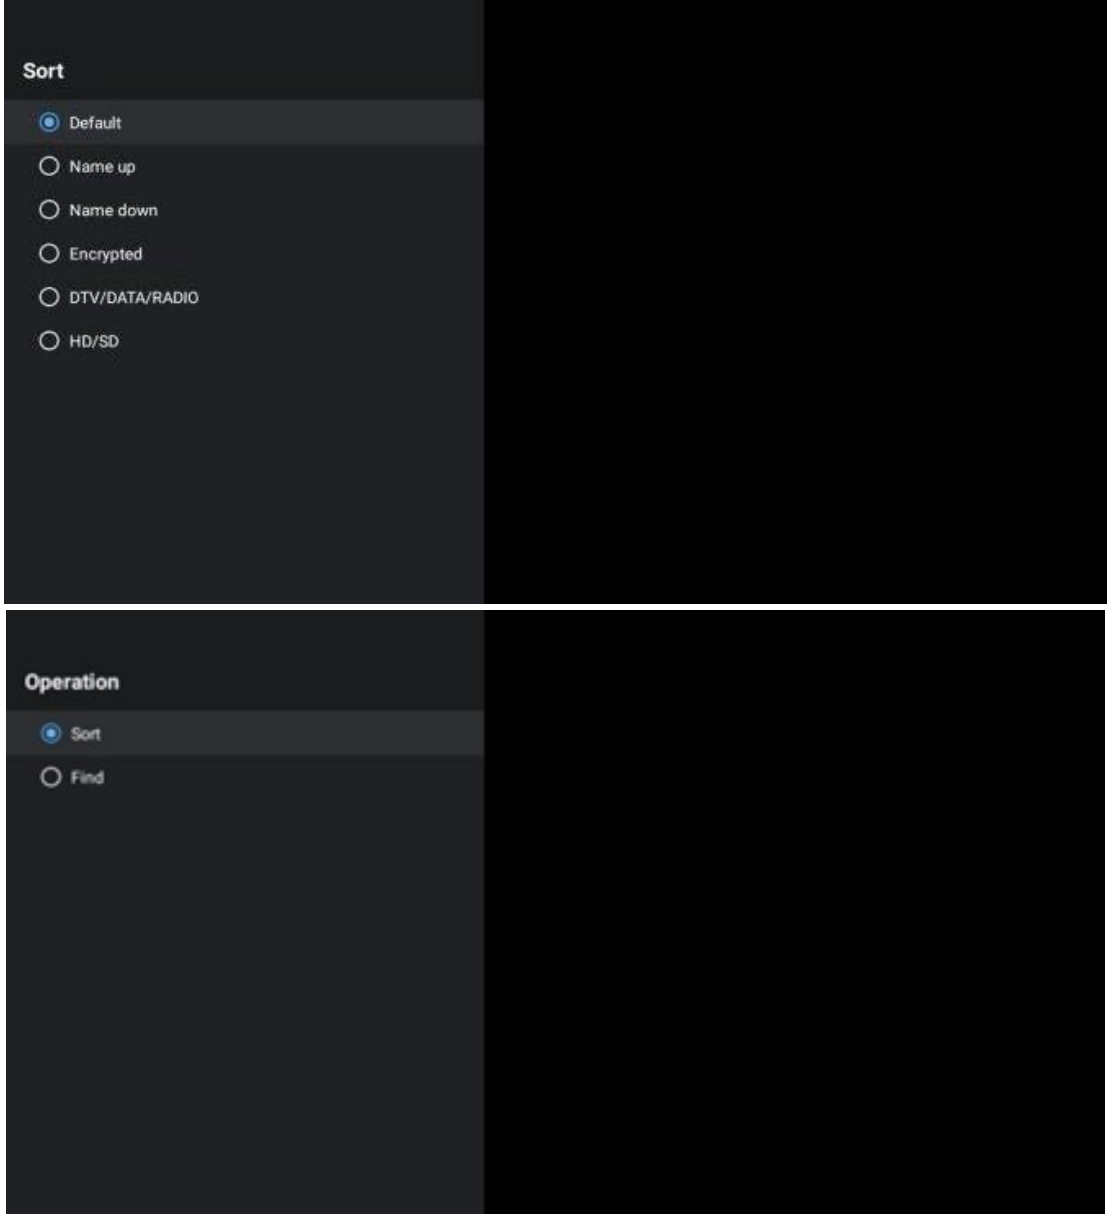 Sort
Default
Name up
Name down
Encrypted
DTV/DATA/RADIO
HD/SD
Operation
Sort
Find